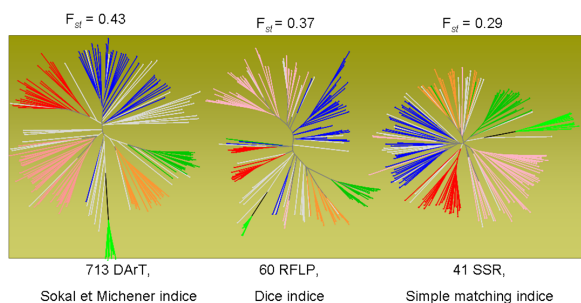 Fst = 0.43 Fst = 0.37 Fst = 0.29
713 DArT, 60 RFLP, 41 SSR,
Sokal et Michener indice Dice indice Simple matching indice